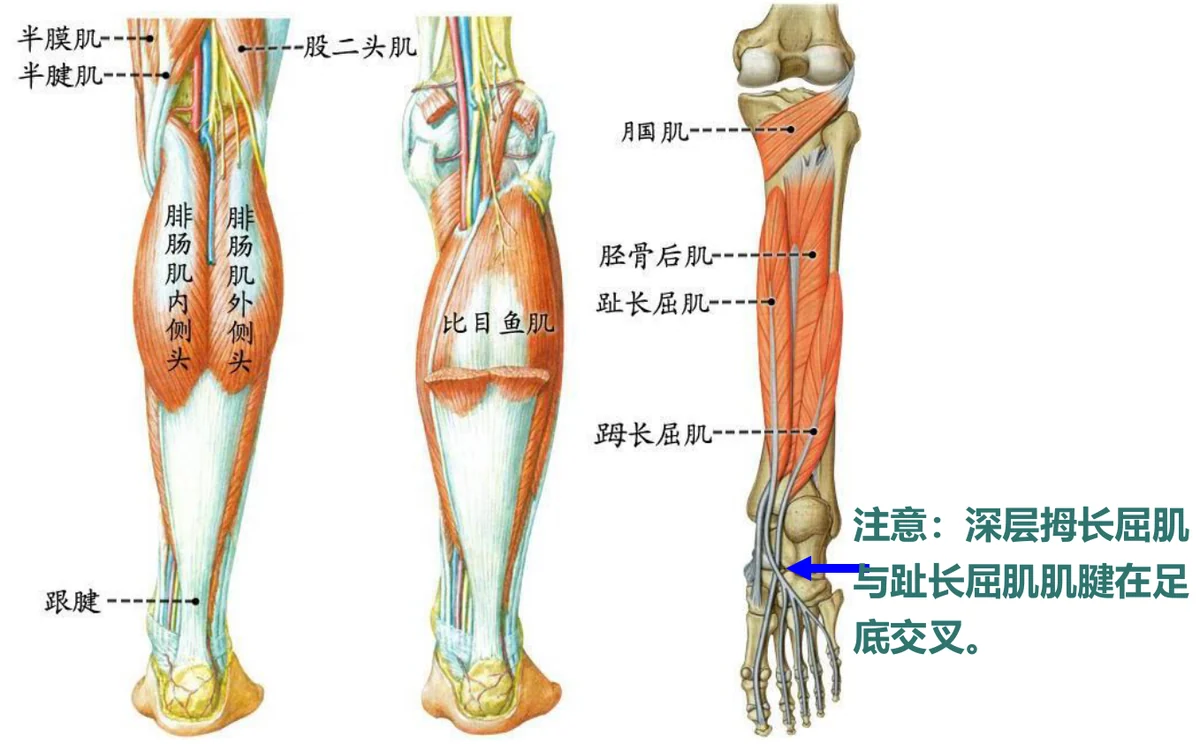 半膜肌
半腱肌
股二头肌
腓肠肌内侧头
腓肠肌外侧头
跟腱
比目鱼肌
腘肌
胫骨后肌
趾长屈肌
𧿹长屈肌
注意：深层拇长屈肌
与趾长屈肌肌腱在足
底交叉。